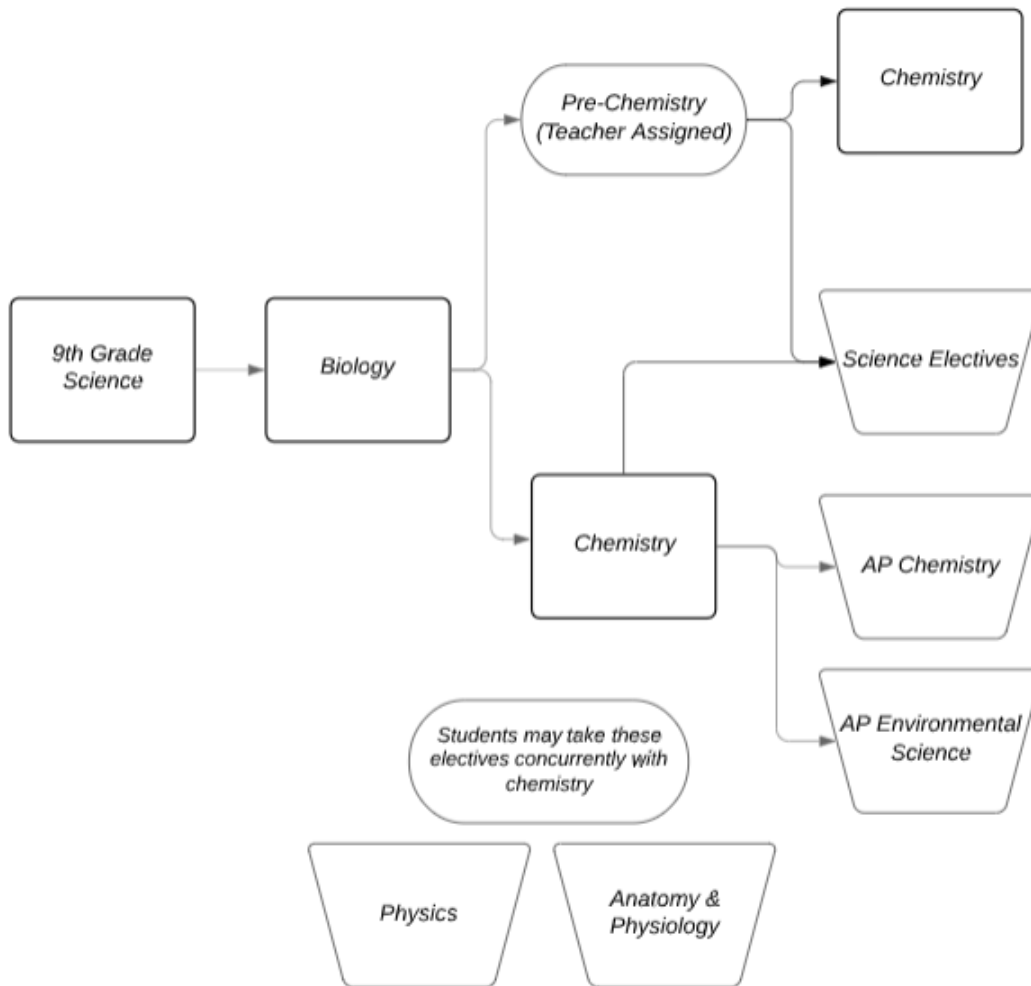 Chemistry
Pre-Chemistry
(Teacher Assigned)
9th Grade
Science
Biology
Science Electives
Chemistry
AP Chemistry
AP Environmental
Science
Students may take these
electives concurrently with
chemistry
Physics
Anatomy &
Physiology